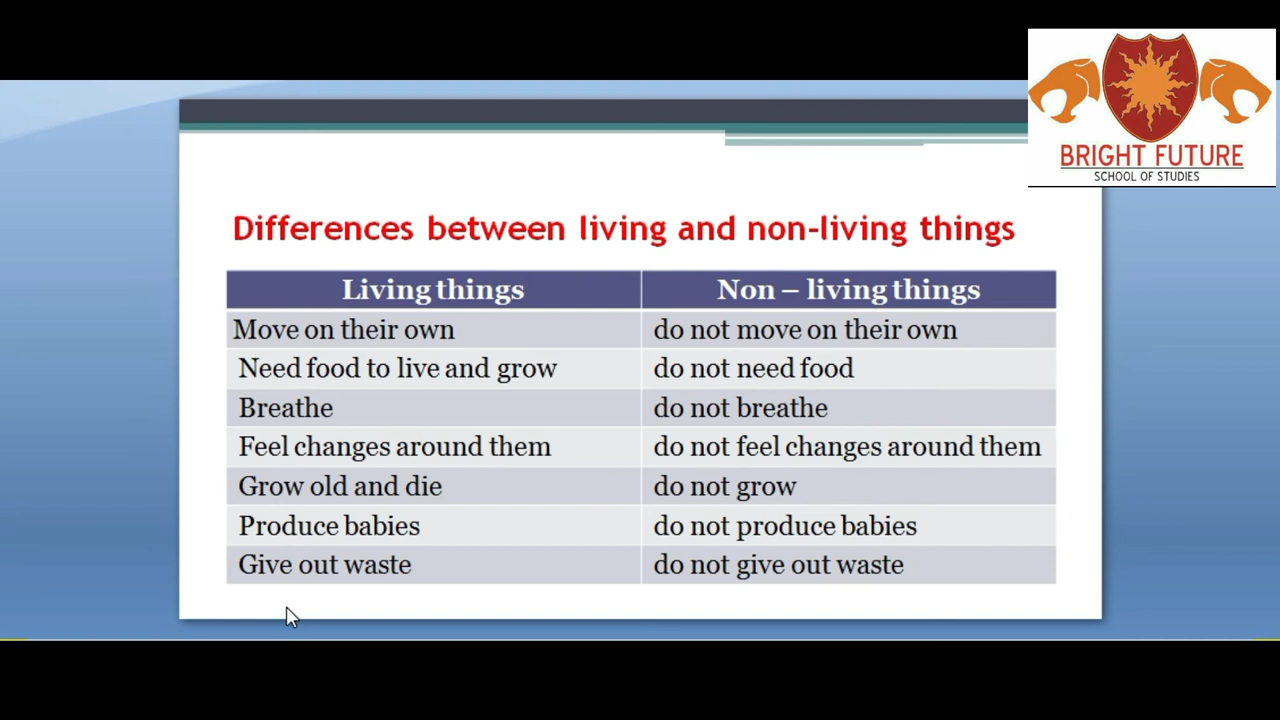 BRIGHT FUTURE
SCHOOL OF STUDIES
Differences between living and non-living things
Living things Non – living things
Move on their own do not move on their own
Need food to live and grow do not need food
Breathe do not breathe
Feel changes around them do not feel changes around them
Grow old and die do not grow
Produce babies do not produce babies
Give out waste do not give out waste